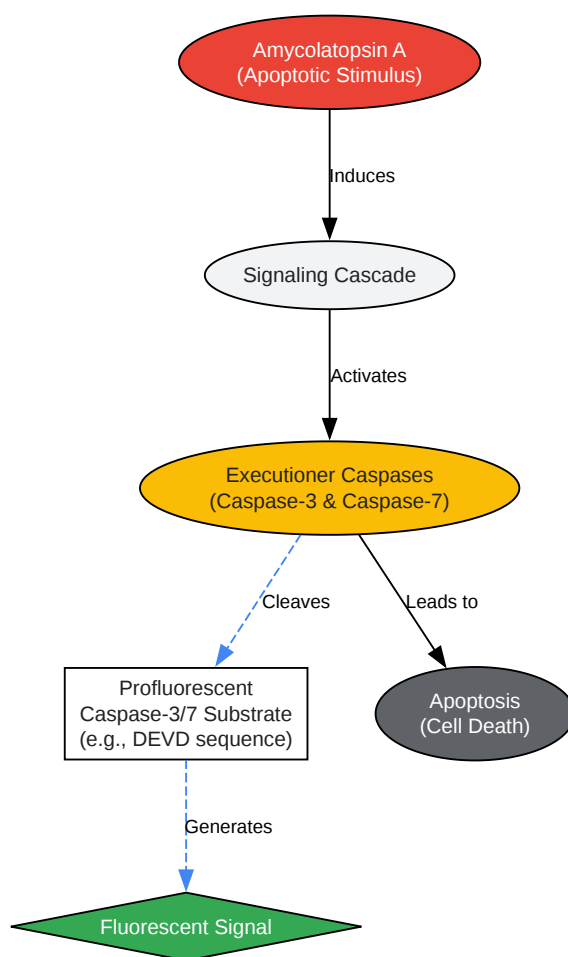 Amycolatopsin A
(Apoptotic Stimulus)
Induces
Signaling Cascade
Activates
Executioner Caspases
(Caspase-3 & Caspase-7)
Cleaves
Leads to
Profluorescent
Caspase-3/7 Substrate
(e.g., DEVD sequence)
Apoptosis
(Cell Death)
Generates
Fluorescent Signal